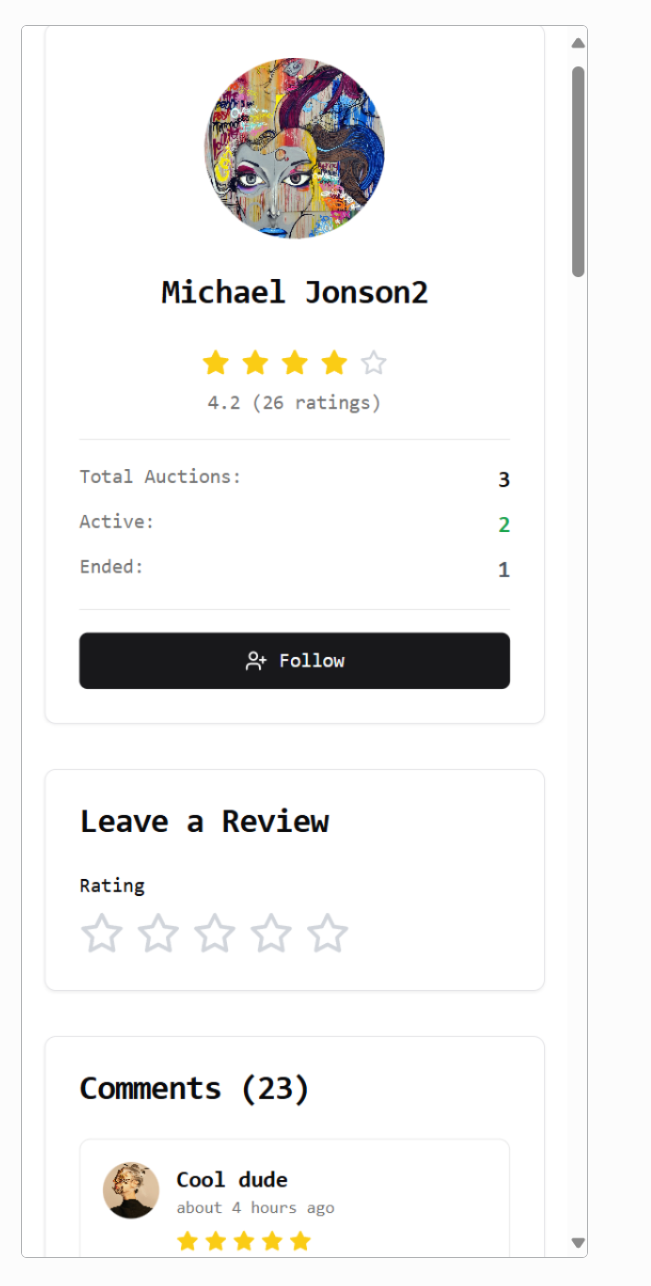 Michael Jonson2
4.2 (26 ratings)
Total Auctions: 3
Active: 2
Ended: 1
Follow
Leave a Review
Rating
Comments (23)
Cool dude
about 4 hours ago